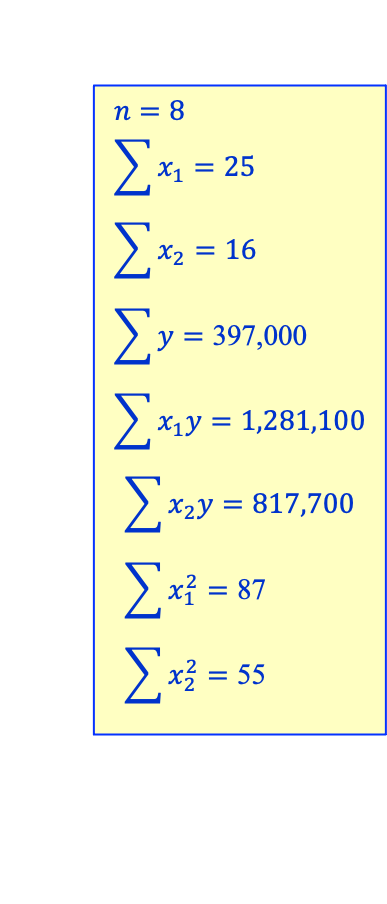 n = 8
∑ x₁ = 25
∑ x₂ = 16
∑ y = 397,000
∑ x₁y = 1,281,100
∑ x₂y = 817,700
∑ x₁² = 87
∑ x₂² = 55